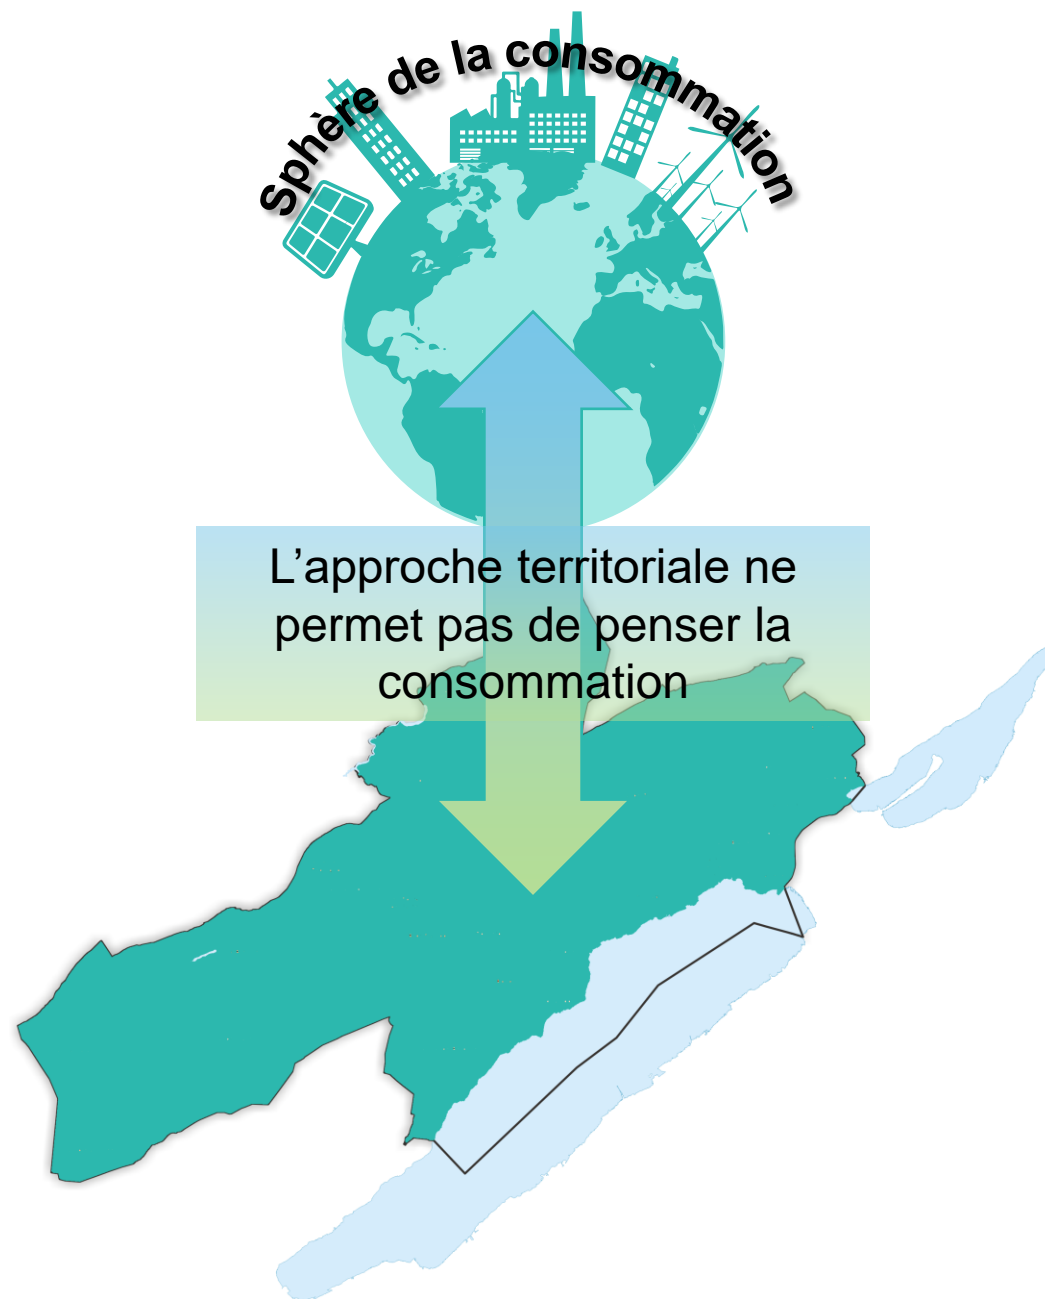 Sphère de la consommation
L’approche territoriale ne
permet pas de penser la
consommation